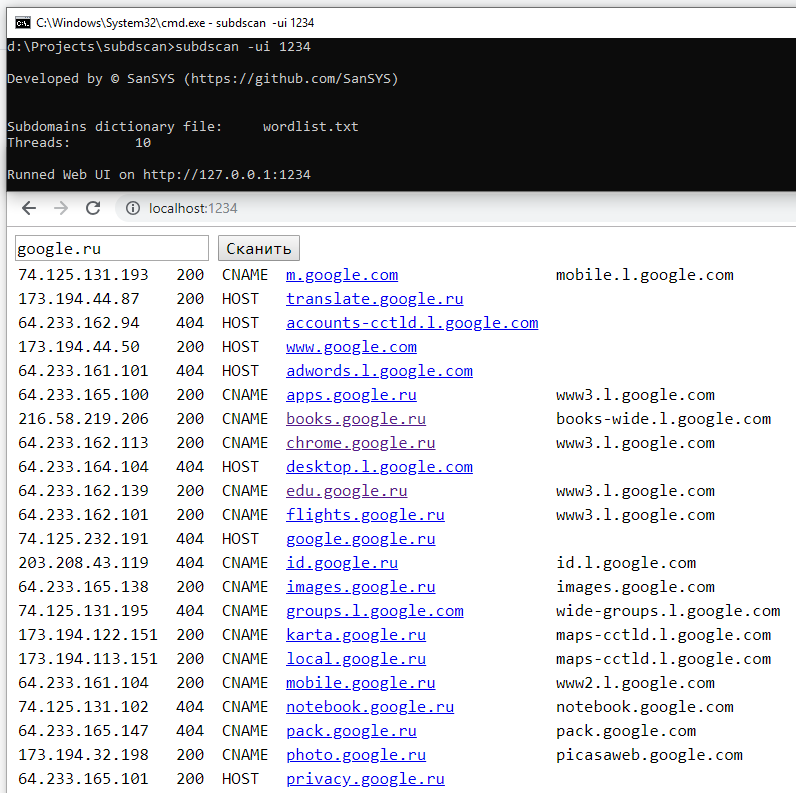 C:\Windows\System32\cmd.exe - subdscan -ui 1234
d:\Projects\subdscan>subdscan -ui 1234
Developed by © SanSYS (https://github.com/SanSYS)
Subdomains dictionary file: wordlist.txt
Threads: 10
Runned Web UI on http://127.0.0.1:1234
localhost:1234
google.ru Сканить
74.125.131.193 200 CNAME m.google.com mobile.l.google.com
173.194.44.87 200 HOST translate.google.ru
64.233.162.94 404 HOST accounts-cctld.l.google.com
173.194.44.50 200 HOST www.google.com
64.233.161.101 404 HOST adwords.l.google.com
64.233.165.100 200 CNAME apps.google.ru www3.l.google.com
216.58.219.206 200 CNAME books.google.ru books-wide.l.google.com
64.233.162.113 200 CNAME chrome.google.ru www3.l.google.com
64.233.164.104 404 HOST desktop.l.google.com
64.233.162.139 200 CNAME edu.google.ru www3.l.google.com
64.233.162.101 200 CNAME flights.google.ru www3.l.google.com
74.125.232.191 404 HOST google.google.ru
203.208.43.119 404 CNAME id.google.ru id.l.google.com
64.233.165.138 200 CNAME images.google.ru images.google.com
74.125.131.195 404 CNAME groups.l.google.com wide-groups.l.google.com
173.194.122.151 200 CNAME karta.google.ru maps-cctld.l.google.com
173.194.113.151 200 CNAME local.google.ru maps-cctld.l.google.com
64.233.161.104 200 CNAME mobile.google.ru www2.l.google.com
74.125.131.102 404 CNAME notebook.google.ru notebook.google.com
64.233.165.147 404 CNAME pack.google.ru pack.google.com
173.194.32.198 200 CNAME photo.google.ru picasaweb.google.com
64.233.165.101 200 HOST privacy.google.ru